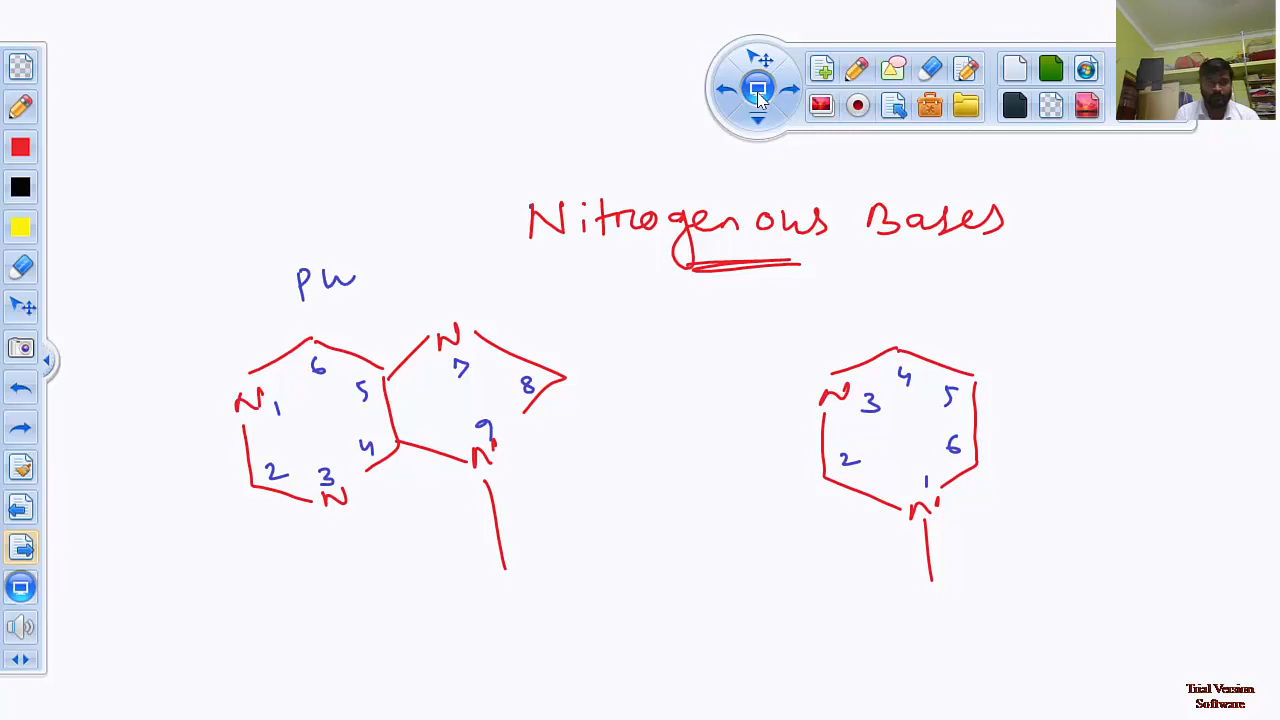 Nitrogenous Bases
Pu
N 7
6 5 8
N 1 9
4 N
2 3
N
4
N 3 5
2 6
1
N
Trial Version
Software